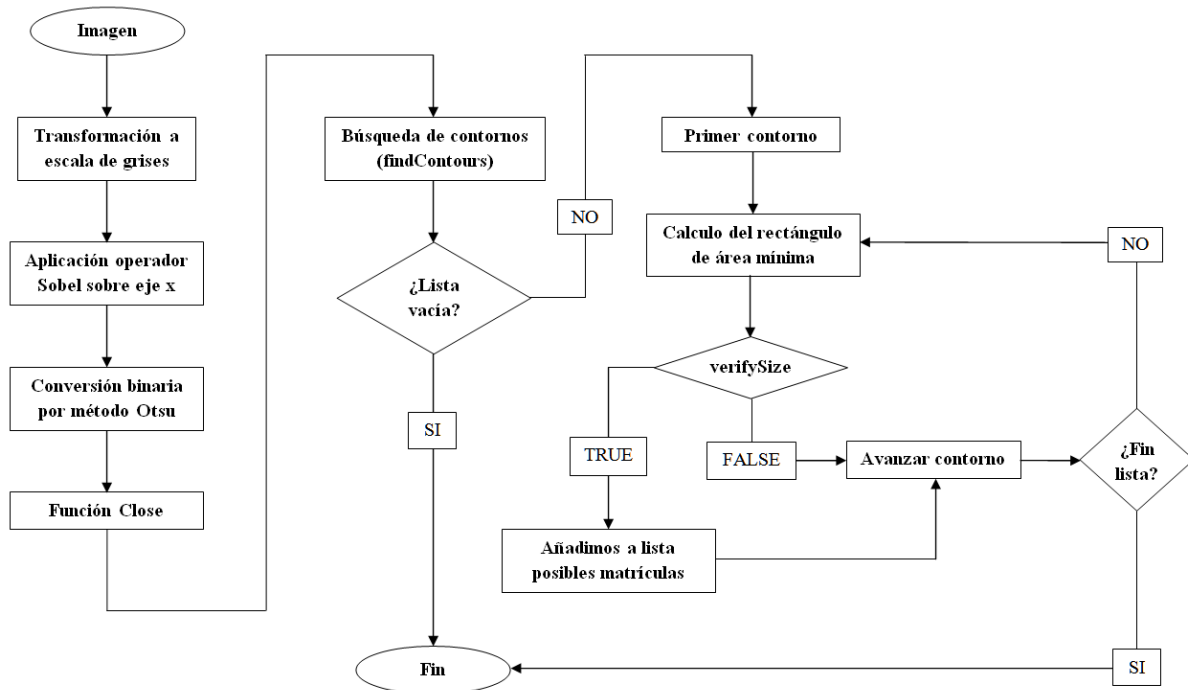 Imagen
Transformación a
escala de grises
Aplicación operador
Sobel sobre eje x
Conversión binaria
por método Otsu
Función Close
Búsqueda de contornos
(findContours)
¿Lista
vacía?
NO
SI
Primer contorno
Calculo del rectángulo
de área mínima
verifySize
TRUE
FALSE
Añadimos a lista
posibles matrículas
Avanzar contorno
¿Fin
lista?
NO
SI
Fin